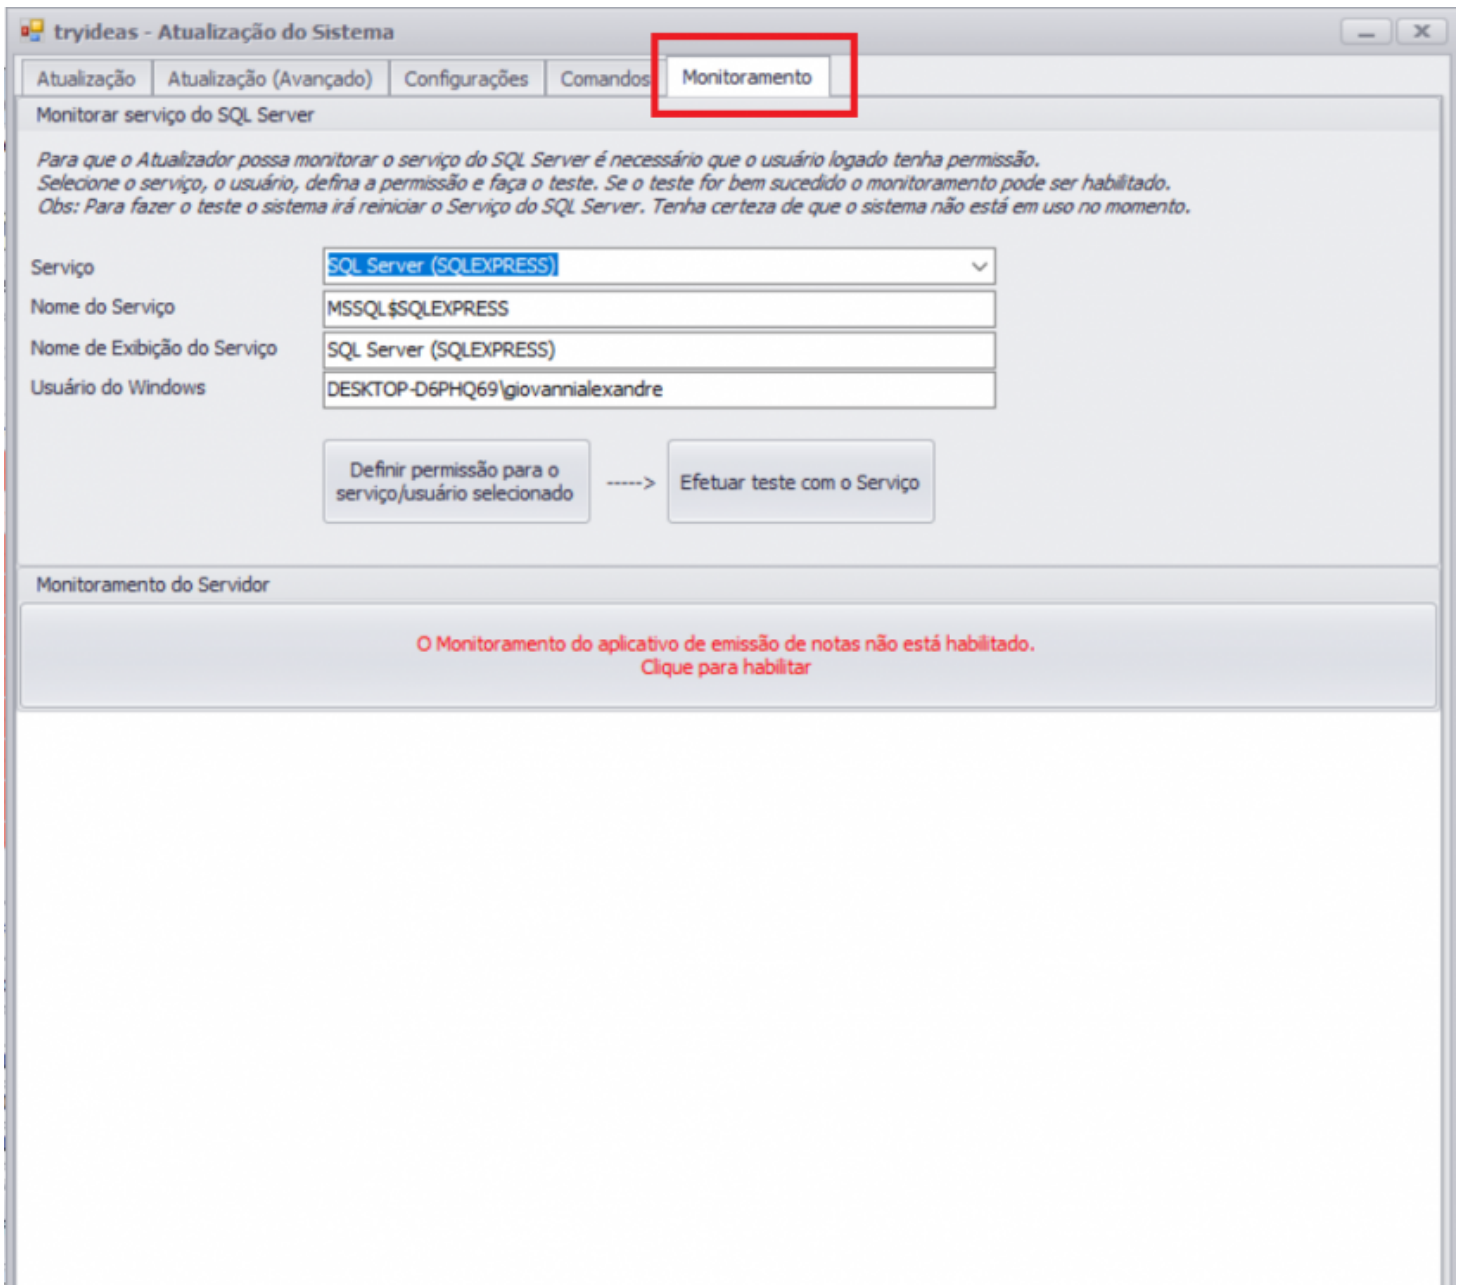 tryideas - Atualização do Sistema
Atualização
Atualização (Avançado)
Configurações
Comandos
Monitoramento
Monitorar serviço do SQL Server
Para que o Atualizador possa monitorar o serviço do SQL Server é necessário que o usuário logado tenha permissão.
Selecione o serviço, o usuário, defina a permissão e faça o teste. Se o teste for bem sucedido o monitoramento pode ser habilitado.
Obs: Para fazer o teste o sistema irá reiniciar o Serviço do SQL Server. Tenha certeza de que o sistema não está em uso no momento.
Serviço
SQL Server (SQLEXPRESS)
Nome do Serviço
MSSQL$SQLEXPRESS
Nome de Exibição do Serviço
SQL Server (SQLEXPRESS)
Usuário do Windows
DESKTOP-D6PHQ69\giovannialexandre
Definir permissão para o
serviço/usuário selecionado
----->
Efetuar teste com o Serviço
Monitoramento do Servidor
O Monitoramento do aplicativo de emissão de notas não está habilitado.
Clique para habilitar